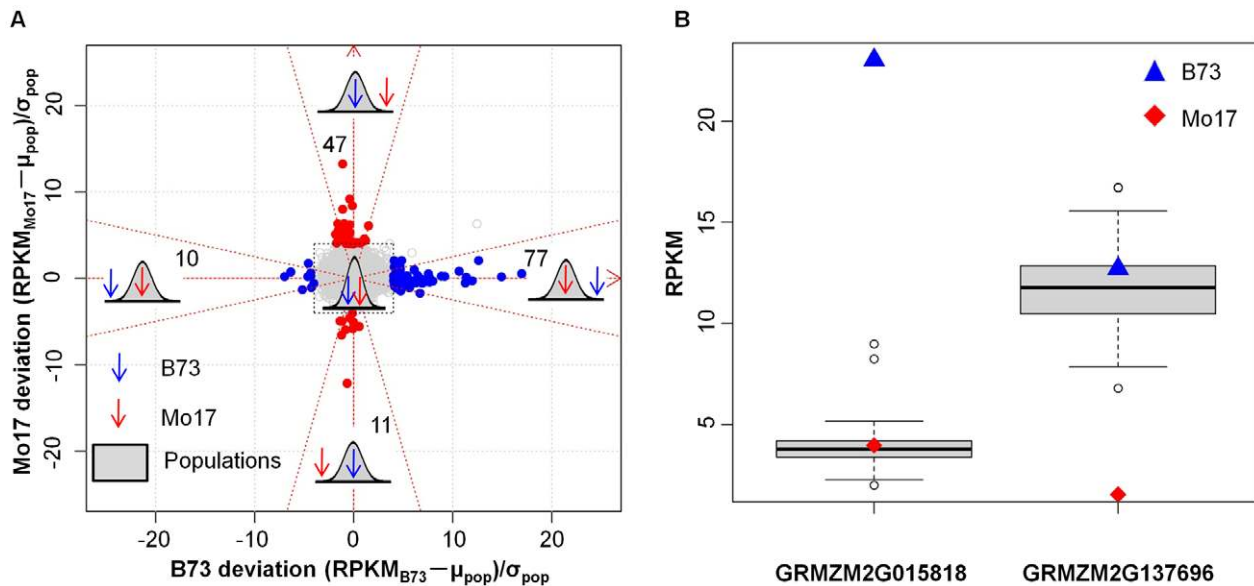 A
Mo17 deviation (RPKMMo17—μpop)/σpop
20
10
0
-10
-20
47
10
77
11
B73
Mo17
Populations
-20
-10
0
10
20
B73 deviation (RPKMB73—μpop)/σpop
B
RPKM
20
15
10
5
B73
Mo17
GRMZM2G015818
GRMZM2G137696